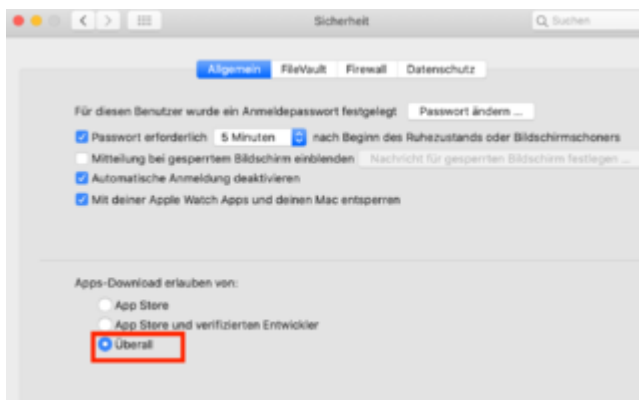 Sicherheit
Suchen
Allgemein FileVault Firewall Datenschutz
Für diesen Benutzer wurde ein Anmeldepasswort festgelegt Passwort ändern ...
Passwort erforderlich 5 Minuten nach Beginn des Ruhezustands oder Bildschirmschoners
Mitteilung bei gesperrtem Bildschirm einblenden Nachricht für gesperrten Bildschirm festlegen ...
Automatische Anmeldung deaktivieren
Mit deiner Apple Watch Apps und deinen Mac entsperren
Apps-Download erlauben von:
App Store
App Store und verifizierten Entwickler
Überall